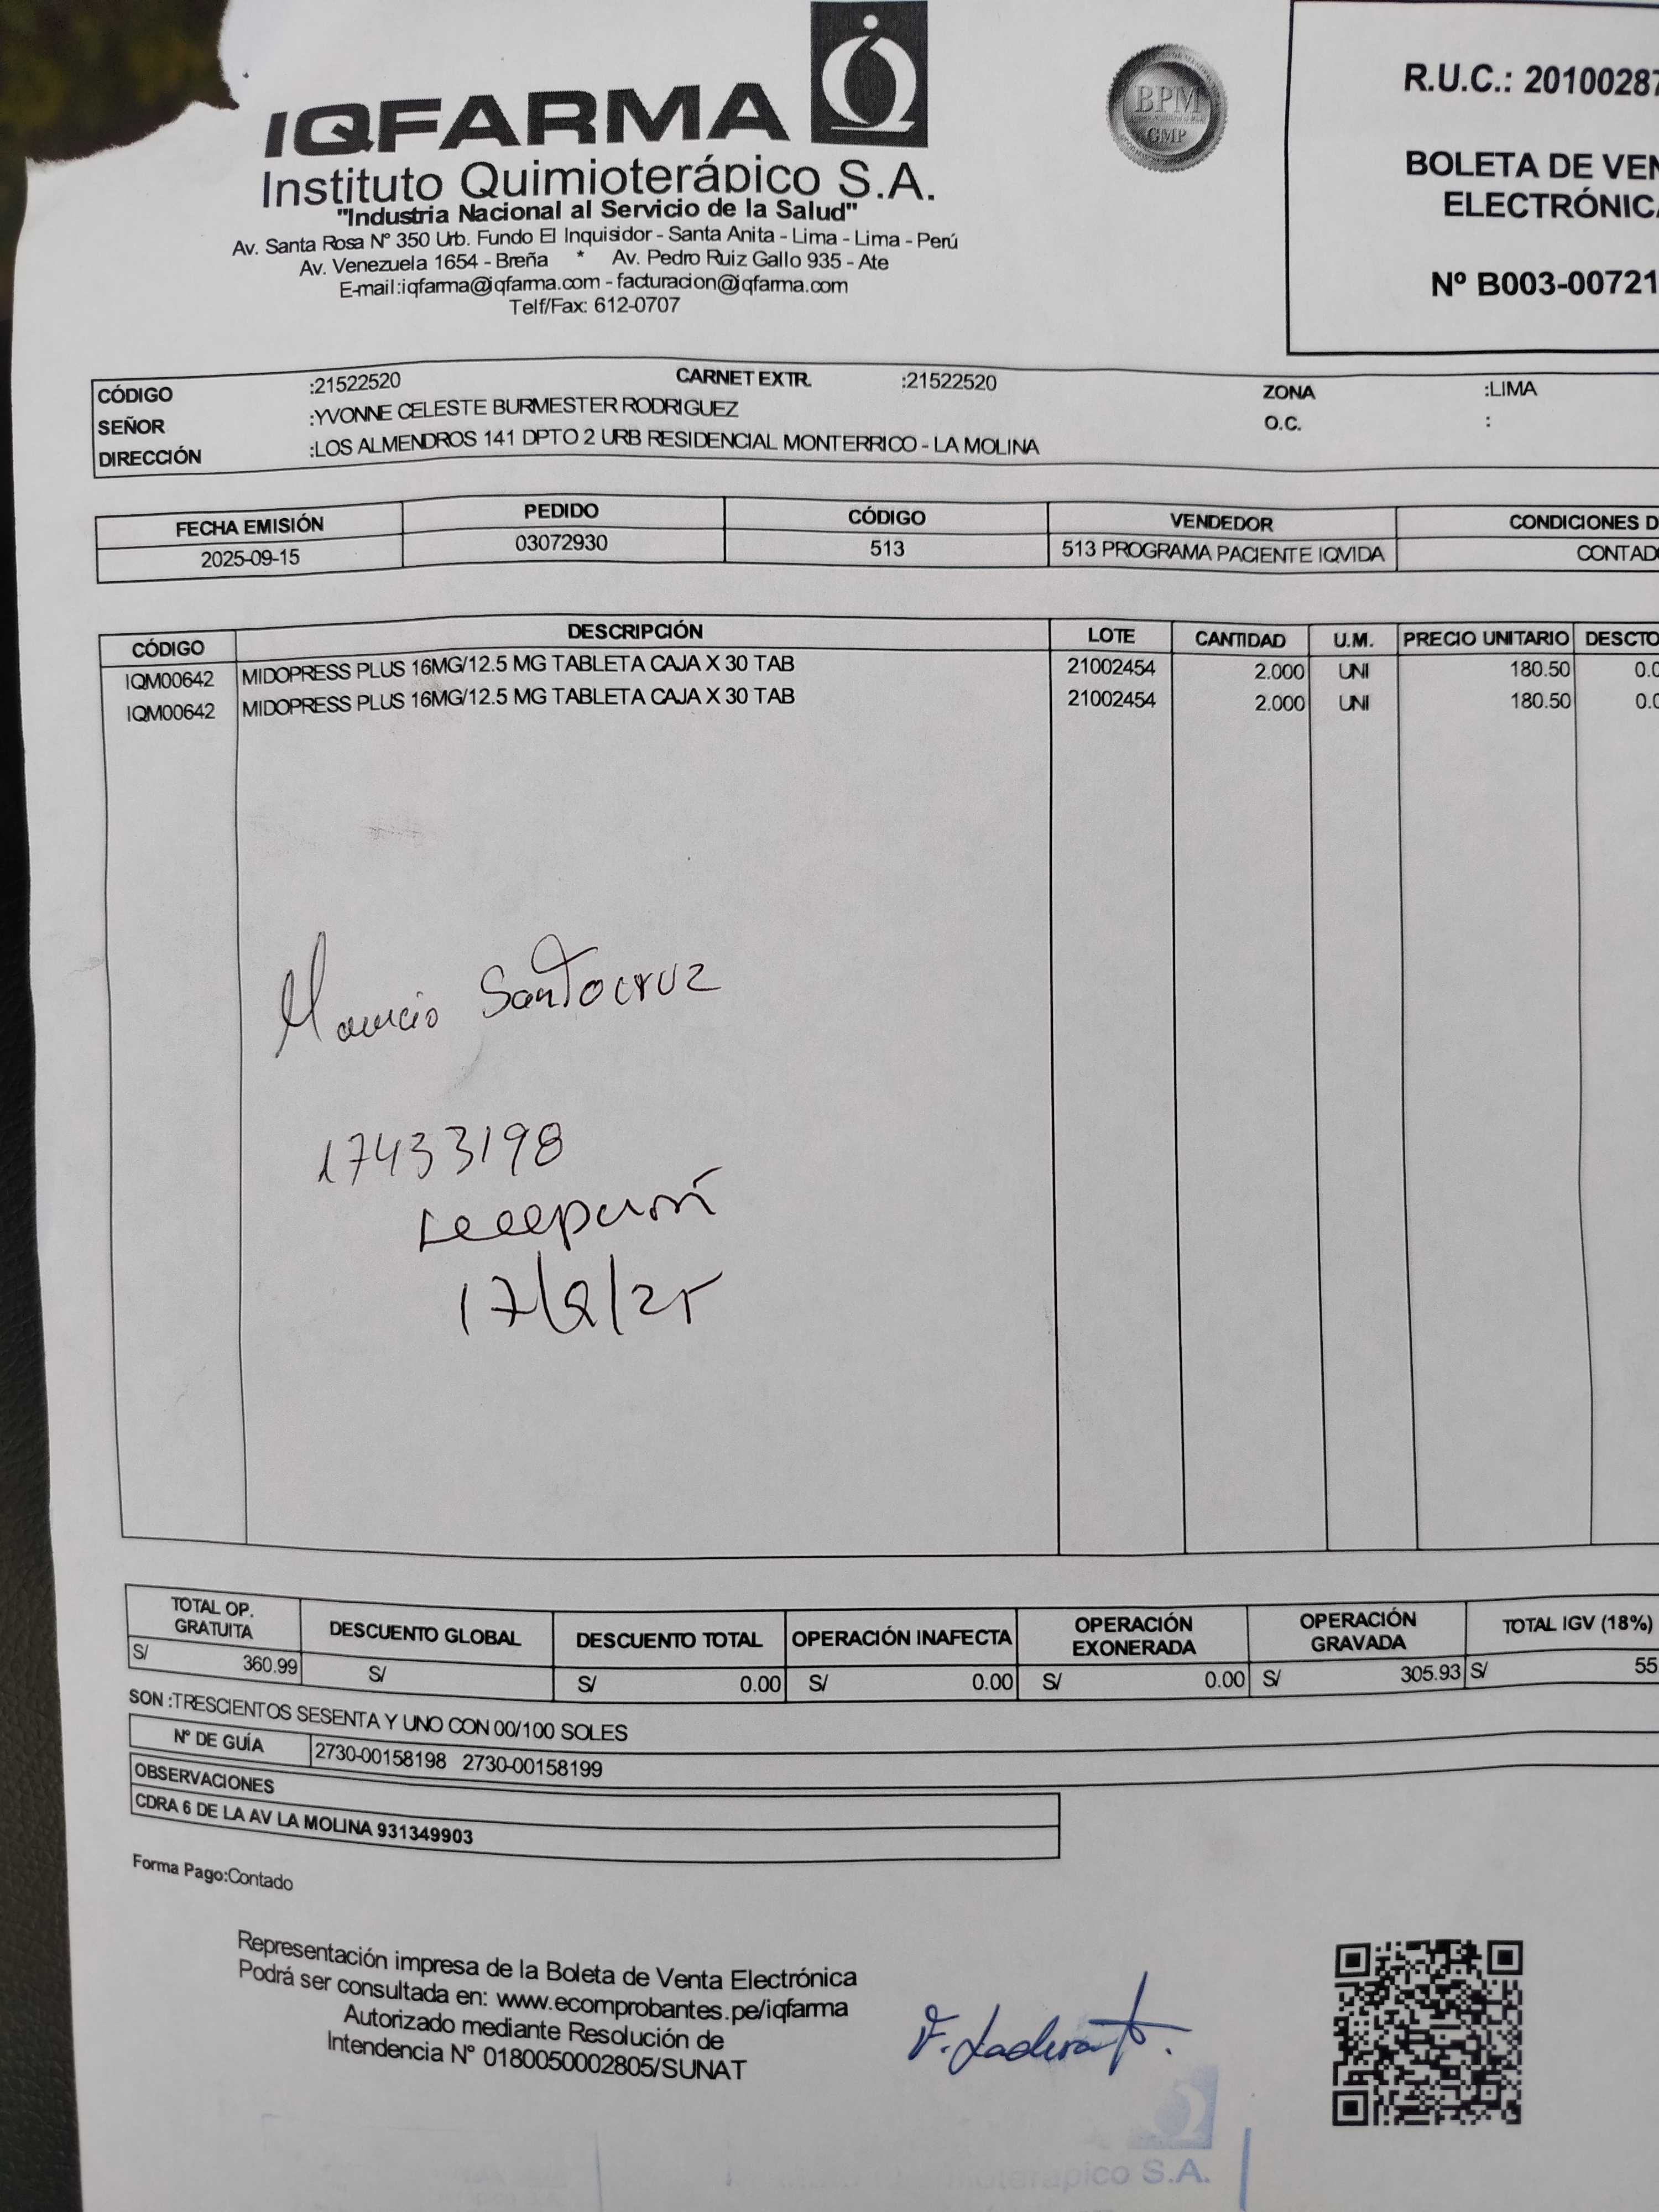 IQFARMA
Instituto Quimioterápico S.A.
"Industria Nacional al Servicio de la Salud"
Av. Santa Rosa Nº 350 Urb. Fundo El Inquisidor - Santa Anita - Lima - Lima - Perú
Av. Venezuela 1654 - Breña * Av. Pedro Ruiz Gallo 935 - Ate
E-mail:iqfarma@iqfarma.com - facturacion@iqfarma.com
Telf/Fax: 612-0707
BPM
GMP
R.U.C.: 20100287
BOLETA DE VEN
ELECTRÓNICA
Nº B003-00721
CÓDIGO :21522520 CARNET EXTR. :21522520 ZONA :LIMA
SEÑOR :YVONNE CELESTE BURMESTER RODRIGUEZ O.C. :
DIRECCIÓN :LOS ALMENDROS 141 DPTO 2 URB RESIDENCIAL MONTERRICO - LA MOLINA
FECHA EMISIÓN PEDIDO CÓDIGO VENDEDOR CONDICIONES D
2025-09-15 03072930 513 513 PROGRAMA PACIENTE IQVIDA CONTADO
CÓDIGO DESCRIPCIÓN LOTE CANTIDAD U.M. PRECIO UNITARIO DESCTO
IQM00642 MIDOPRESS PLUS 16MG/12.5 MG TABLETA CAJA X 30 TAB 21002454 2.000 UNI 180.50 0.0
IQM00642 MIDOPRESS PLUS 16MG/12.5 MG TABLETA CAJA X 30 TAB 21002454 2.000 UNI 180.50 0.0
Mauricio Santocruz
17433198
recepcioní
17/9/25
TOTAL OP. GRATUITA DESCUENTO GLOBAL DESCUENTO TOTAL OPERACIÓN INAFECTA OPERACIÓN EXONERADA OPERACIÓN GRAVADA TOTAL IGV (18%)
S/ 360.99 S/ S/ 0.00 S/ 0.00 S/ 0.00 S/ 305.93 S/ 55
SON :TRESCIENTOS SESENTA Y UNO CON 00/100 SOLES
Nº DE GUÍA 2730-00158198 2730-00158199
OBSERVACIONES
CDRA 6 DE LA AV LA MOLINA 931349903
Forma Pago:Contado
Representación impresa de la Boleta de Venta Electrónica
Podrá ser consultada en: www.ecomprobantes.pe/iqfarma
Autorizado mediante Resolución de
Intendencia N° 0180050002805/SUNAT
S.A.